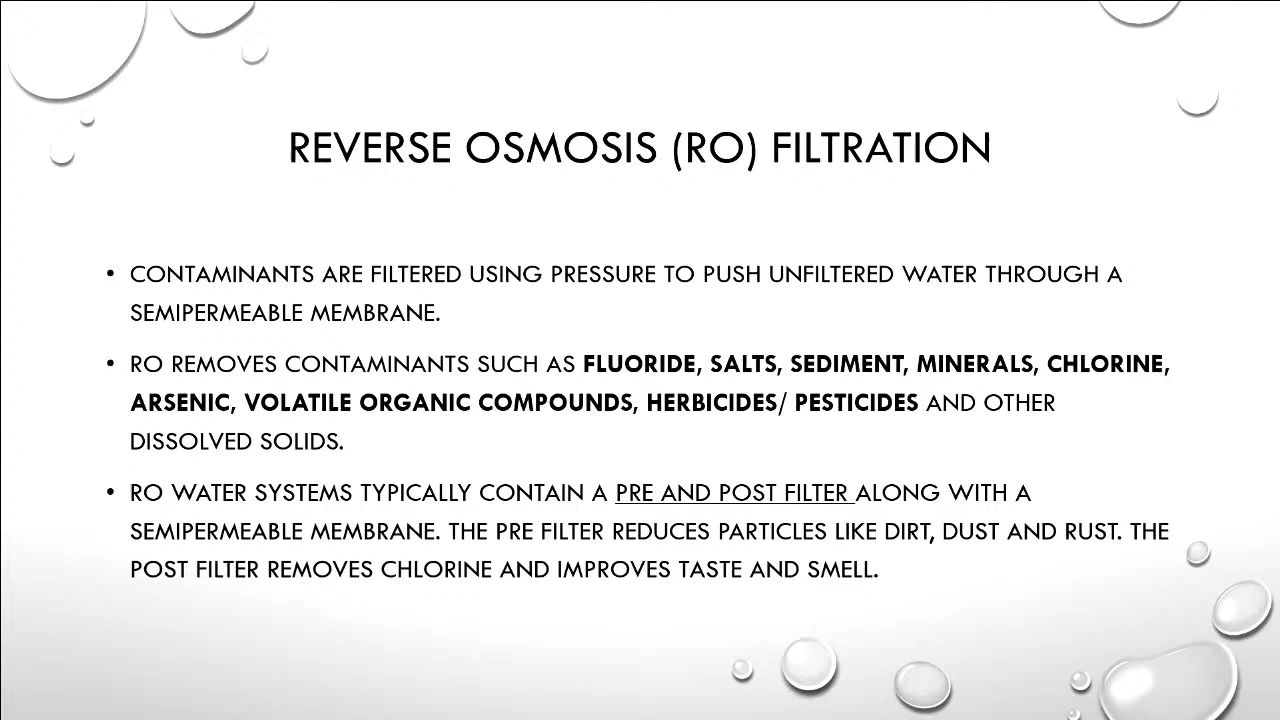 REVERSE OSMOSIS (RO) FILTRATION
• CONTAMINANTS ARE FILTERED USING PRESSURE TO PUSH UNFILTERED WATER THROUGH A
SEMIPERMEABLE MEMBRANE.
• RO REMOVES CONTAMINANTS SUCH AS FLUORIDE, SALTS, SEDIMENT, MINERALS, CHLORINE,
ARSENIC, VOLATILE ORGANIC COMPOUNDS, HERBICIDES/ PESTICIDES AND OTHER
DISSOLVED SOLIDS.
• RO WATER SYSTEMS TYPICALLY CONTAIN A PRE AND POST FILTER ALONG WITH A
SEMIPERMEABLE MEMBRANE. THE PRE FILTER REDUCES PARTICLES LIKE DIRT, DUST AND RUST. THE
POST FILTER REMOVES CHLORINE AND IMPROVES TASTE AND SMELL.